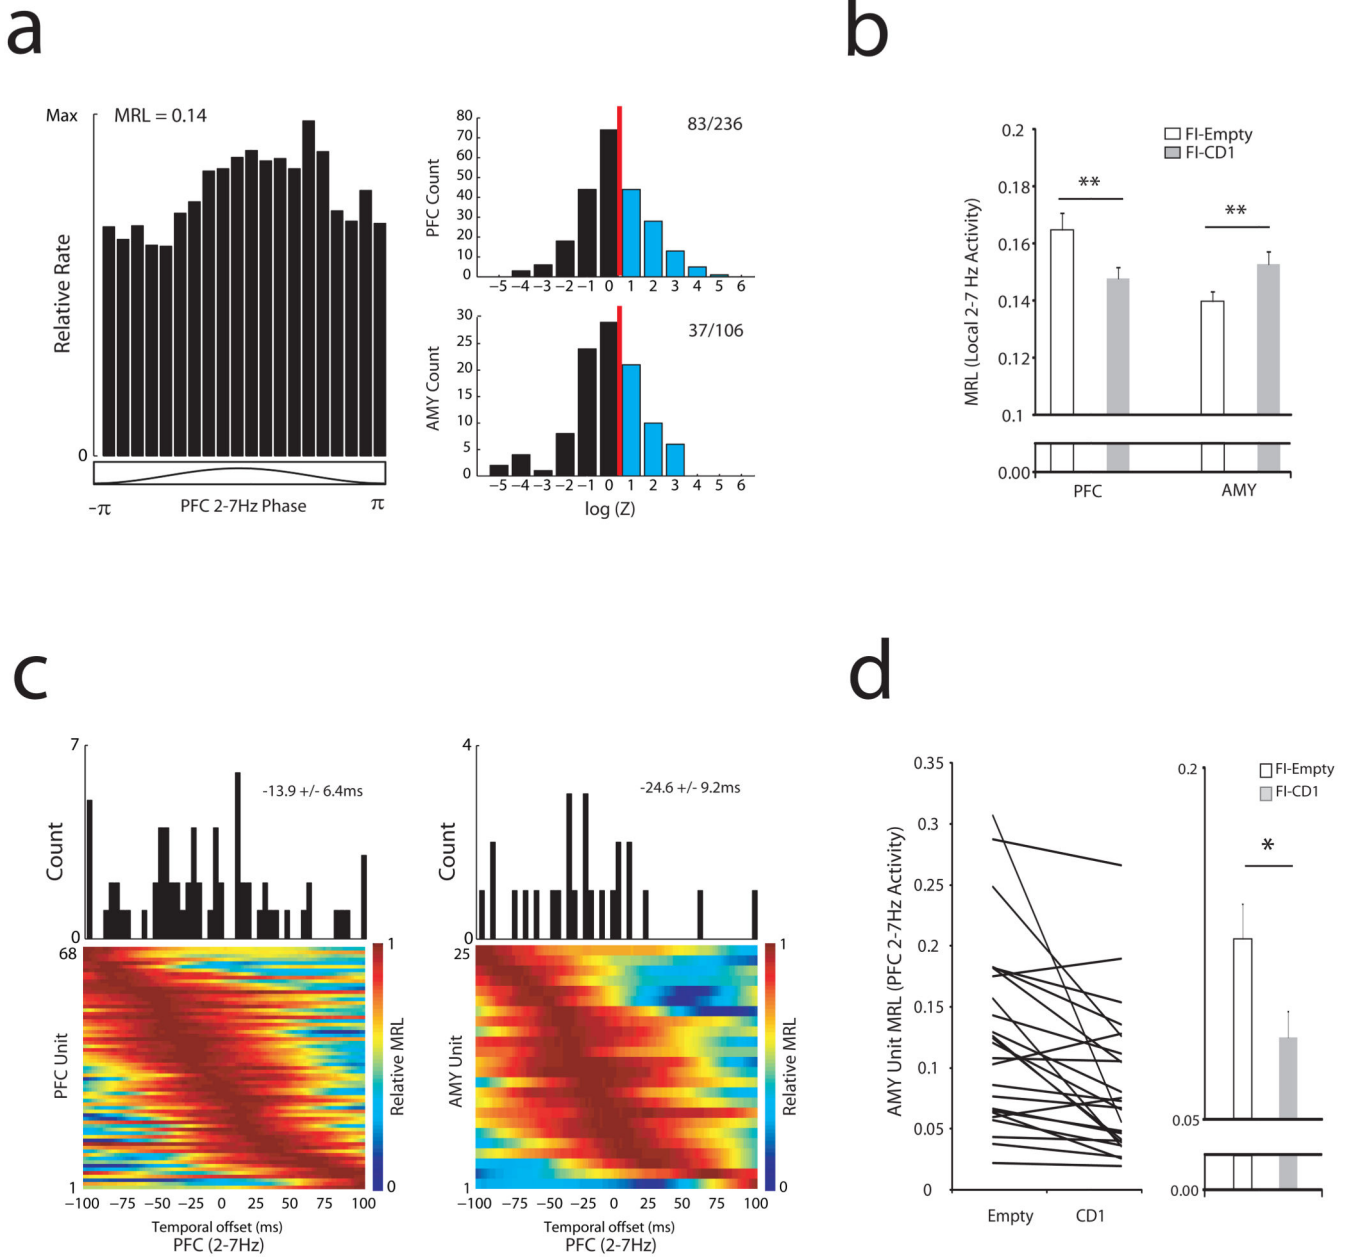 a
Max
MRL = 0.14
Relative Rate
0
-π
PFC 2-7Hz Phase
π
80
70
60
50
40
30
20
10
0
PFC Count
83/236
−5 −4 −3 −2 −1 0 1 2 3 4 5 6
30
25
20
15
10
5
0
AMY Count
37/106
−5 −4 −3 −2 −1 0 1 2 3 4 5 6
log (Z)
b
FI-Empty
FI-CD1
0.2
0.18
0.16
0.14
0.12
0.1
0.00
MRL (Local 2-7 Hz Activity)
**
**
PFC
AMY
c
7
0
Count
-13.9 +/- 6.4ms
68
1
PFC Unit
1
0
Relative MRL
−100 −75 −50 −25 0 25 50 75 100
Temporal offset (ms)
PFC (2-7Hz)
4
0
Count
-24.6 +/- 9.2ms
25
1
AMY Unit
1
0
Relative MRL
−100 −75 −50 −25 0 25 50 75 100
Temporal offset (ms)
PFC (2-7Hz)
d
0.35
0.3
0.25
0.2
0.15
0.1
0.05
0
AMY Unit MRL (PFC 2-7Hz Activity)
Empty
CD1
0.2
0.05
0.00
FI-Empty
FI-CD1
*